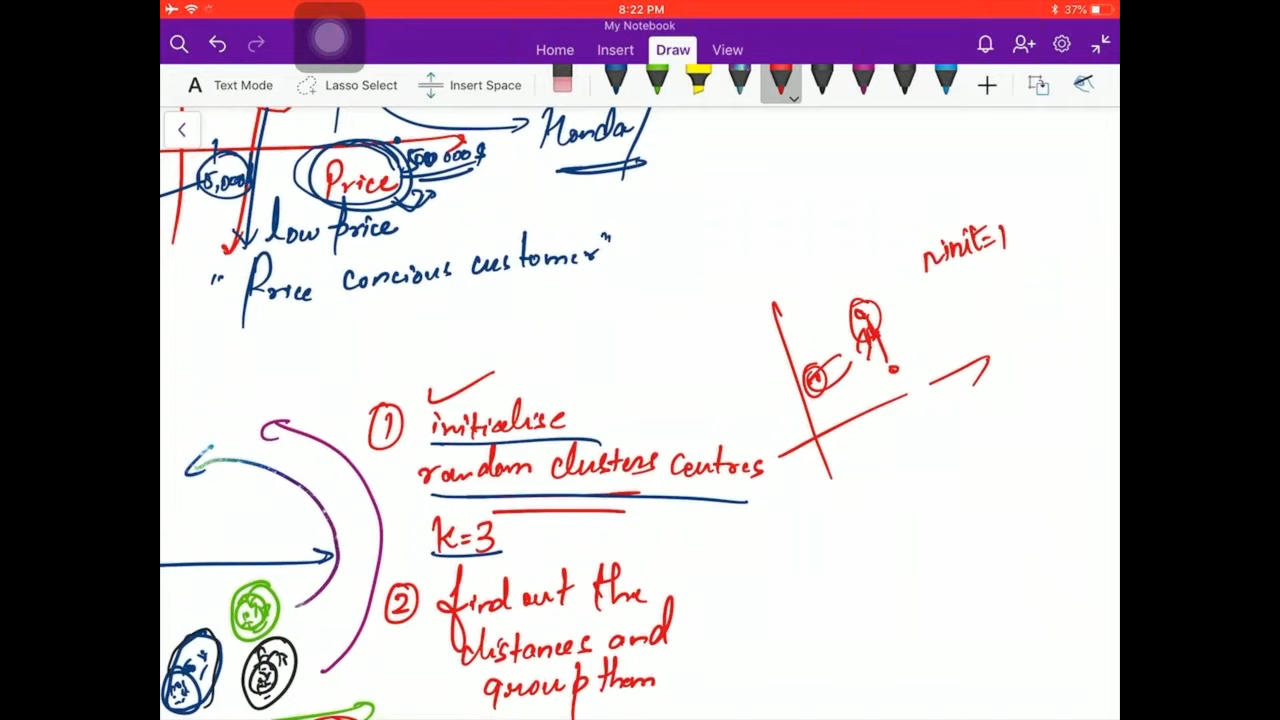 8:22 PM
37%
My Notebook
Home Insert Draw View
A Text Mode Lasso Select Insert Space
Honda
15,000
Price
500 000 $
low price
" Price concious customer"
ninit=1
① initialise
random clusters centres
k=3
② find out the
distances and
group them